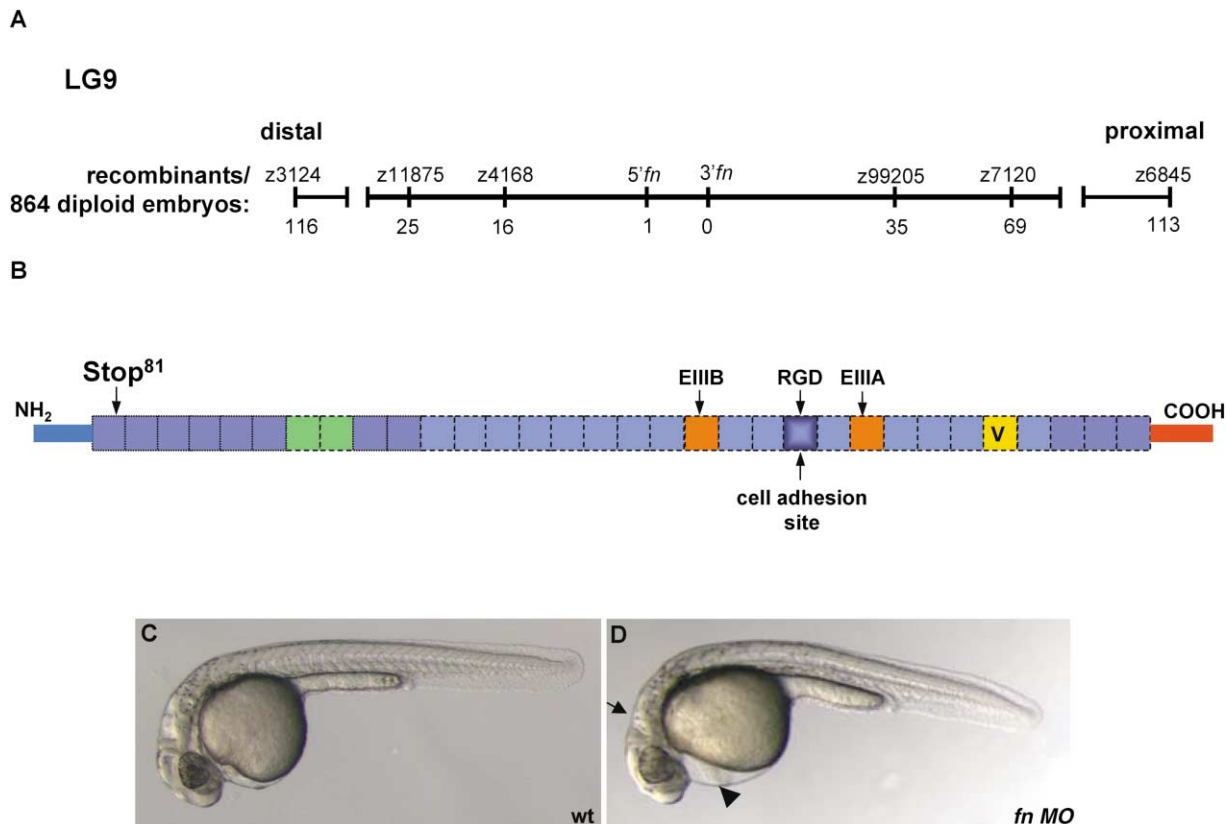 A
LG9
distal proximal
recombinants/ z3124 z11875 z4168 5'fn 3'fn z99205 z7120 z6845
864 diploid embryos: 116 25 16 1 0 35 69 113
B
Stop81
EIIIB RGD EIIIA
NH2 COOH
V
cell adhesion
site
C D
wt fn MO